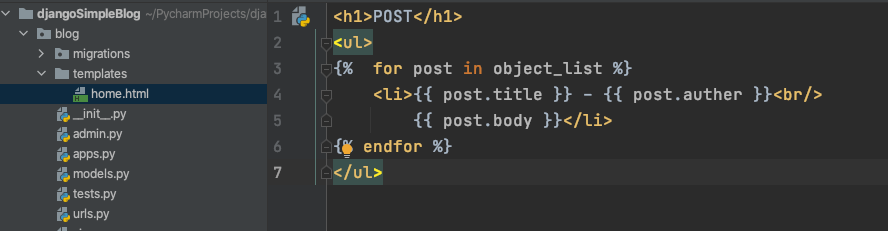 djangoSimpleBlog ~/PycharmProjects/dja
blog
migrations
templates
home.html
__init__.py
admin.py
apps.py
models.py
tests.py
urls.py
1 <h1>POST</h1>
2 <ul>
3 {%  for post in object_list %}
4     <li>{{ post.title }} - {{ post.auther }}<br/>
5         {{ post.body }}</li>
6 {% endfor %}
7 </ul>